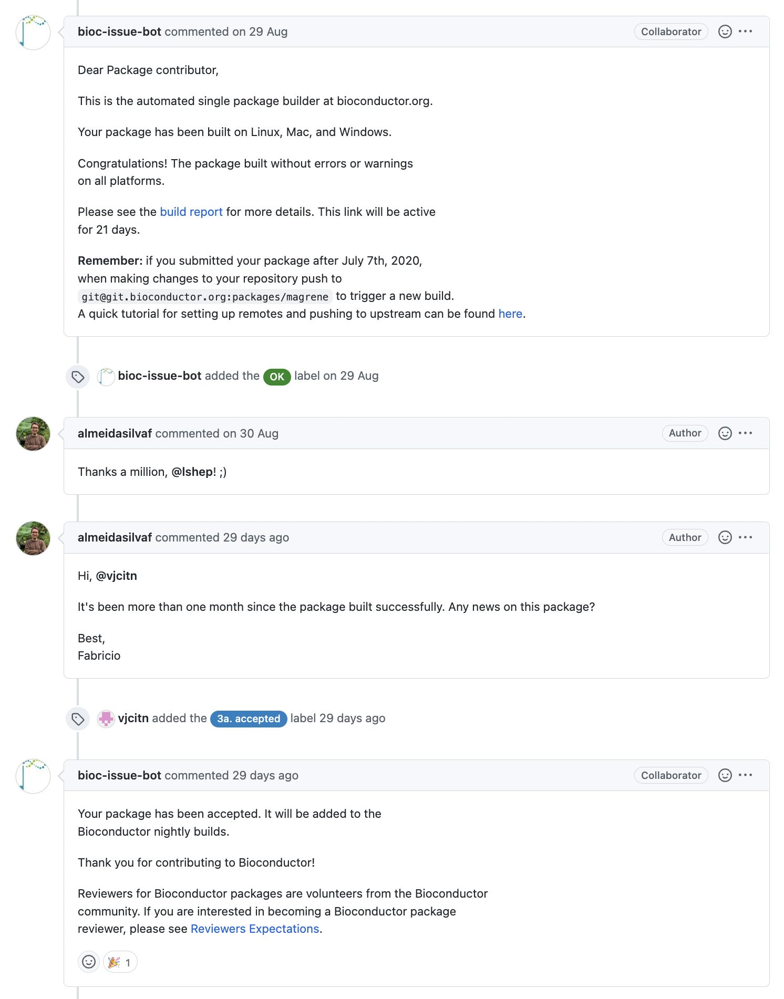 bioc-issue-bot commented on 29 Aug
Collaborator
Dear Package contributor,
This is the automated single package builder at bioconductor.org.
Your package has been built on Linux, Mac, and Windows.
Congratulations! The package built without errors or warnings
on all platforms.
Please see the build report for more details. This link will be active
for 21 days.
Remember: if you submitted your package after July 7th, 2020,
when making changes to your repository push to
git@git.bioconductor.org:packages/magrene to trigger a new build.
A quick tutorial for setting up remotes and pushing to upstream can be found here.
bioc-issue-bot added the OK label on 29 Aug
almeidasilvaf commented on 30 Aug
Author
Thanks a million, @lshep! ;)
almeidasilvaf commented 29 days ago
Author
Hi, @vjcitn
It's been more than one month since the package built successfully. Any news on this package?
Best,
Fabricio
vjcitn added the 3a. accepted label 29 days ago
bioc-issue-bot commented 29 days ago
Collaborator
Your package has been accepted. It will be added to the
Bioconductor nightly builds.
Thank you for contributing to Bioconductor!
Reviewers for Bioconductor packages are volunteers from the Bioconductor
community. If you are interested in becoming a Bioconductor package
reviewer, please see Reviewers Expectations.
🎉 1